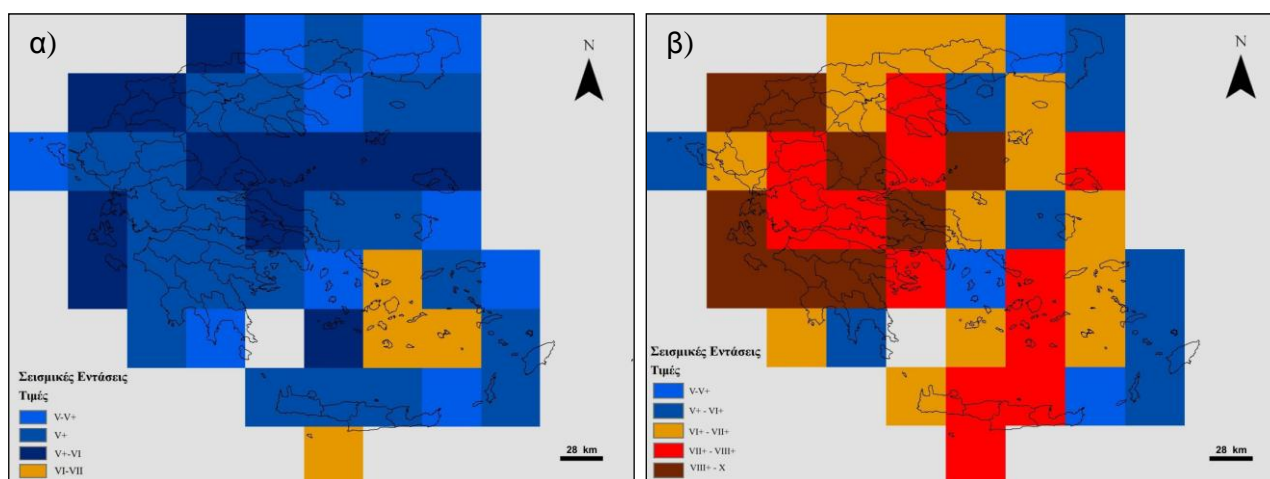 α)
N
Σεισμικές Εντάσεις
Τιμές
V-V+
V+
V+-VI
VI-VII
28 km
β)
N
Σεισμικές Εντάσεις
Τιμές
V-V+
V+ - VI+
VI+ - VII+
VII+ - VIII+
VIII+ - X
28 km